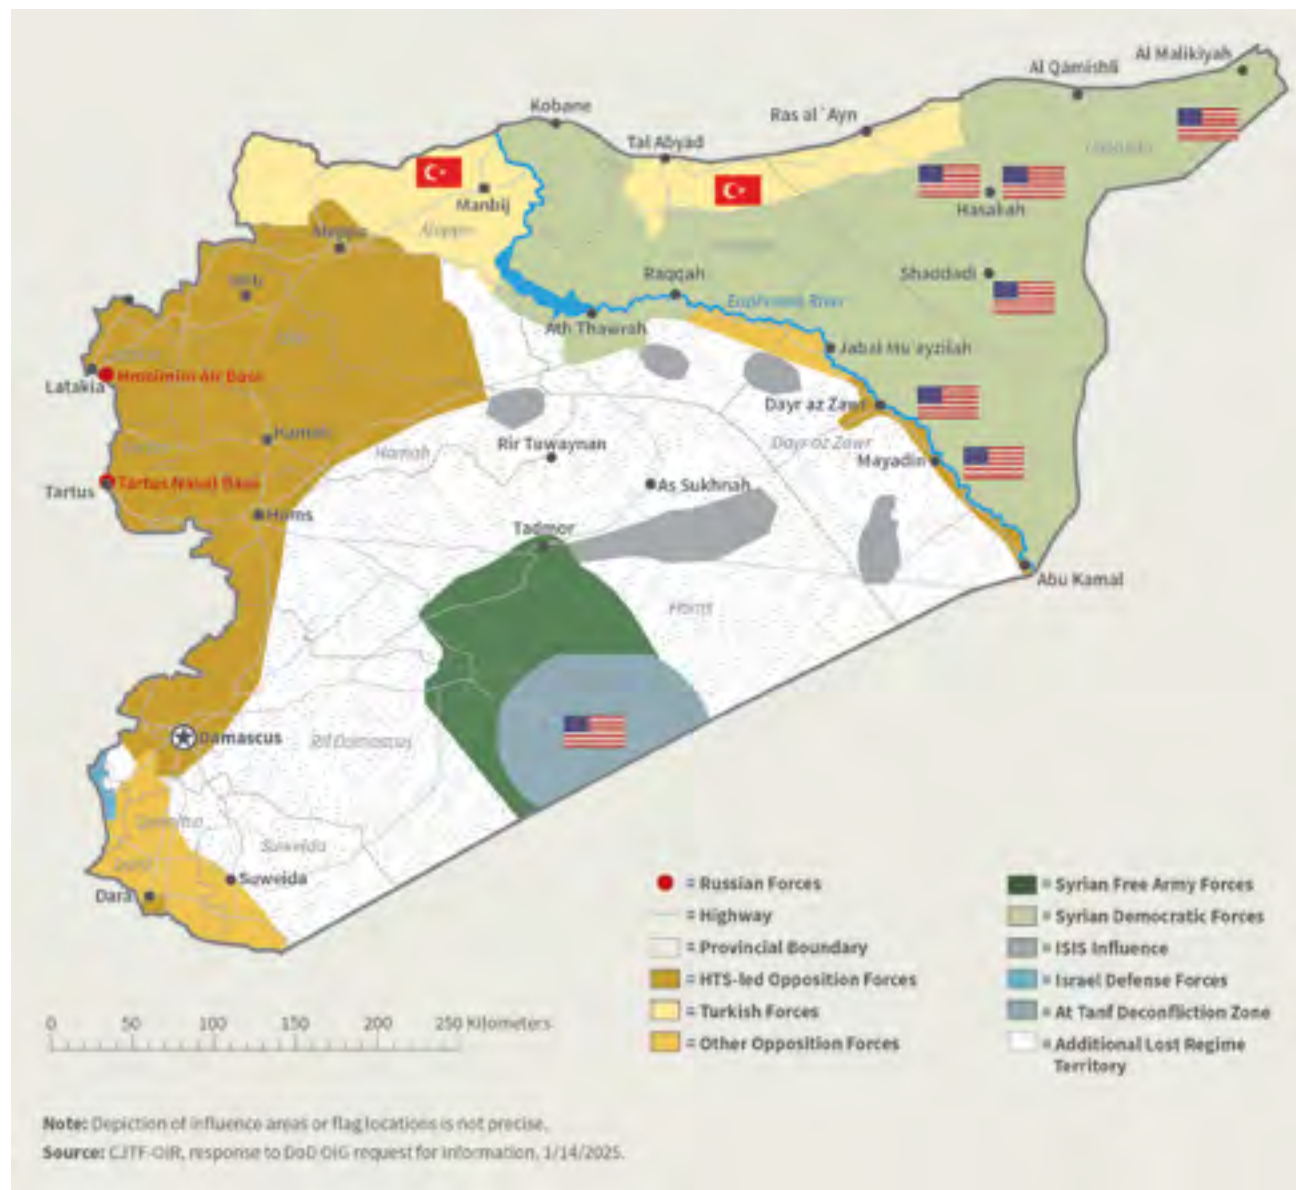 Al Malikiyah
Al Qamishli
Kobane
Ras al `Ayn
Tal Abyad
Manbij
Hasakah
Aleppo
Aleppo
Idlib
Raqqah
Shaddadi
Euphrates River
Ath Thawrah
Jabal Mu`ayzilah
Latakia
Hmeimim Air Base
Dayr az Zawr
Dayr az Zawr
Hamah
Hamah
Rir Tuwaynan
Mayadin
Tartus
Tartus Naval Base
As Sukhnah
Homs
Tadmor
Abu Kamal
Homs
Damascus
Rif Damascus
Suweida
Suweida
Dara
= Russian Forces
= Highway
= Provincial Boundary
= HTS-led Opposition Forces
= Turkish Forces
= Other Opposition Forces
= Syrian Free Army Forces
= Syrian Democratic Forces
= ISIS Influence
= Israel Defense Forces
= At Tanf Deconfliction Zone
= Additional Lost Regime
Territory
0 50 100 150 200 250 Kilometers
Note: Depiction of influence areas or flag locations is not precise.
Source: CJTF-OIR, response to DoD OIG request for information, 1/14/2025.